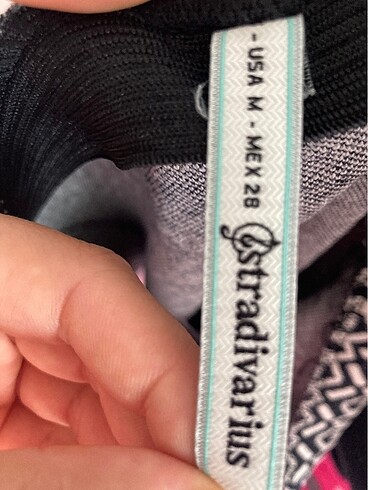 - USA M - MEX 28
Stradivarius